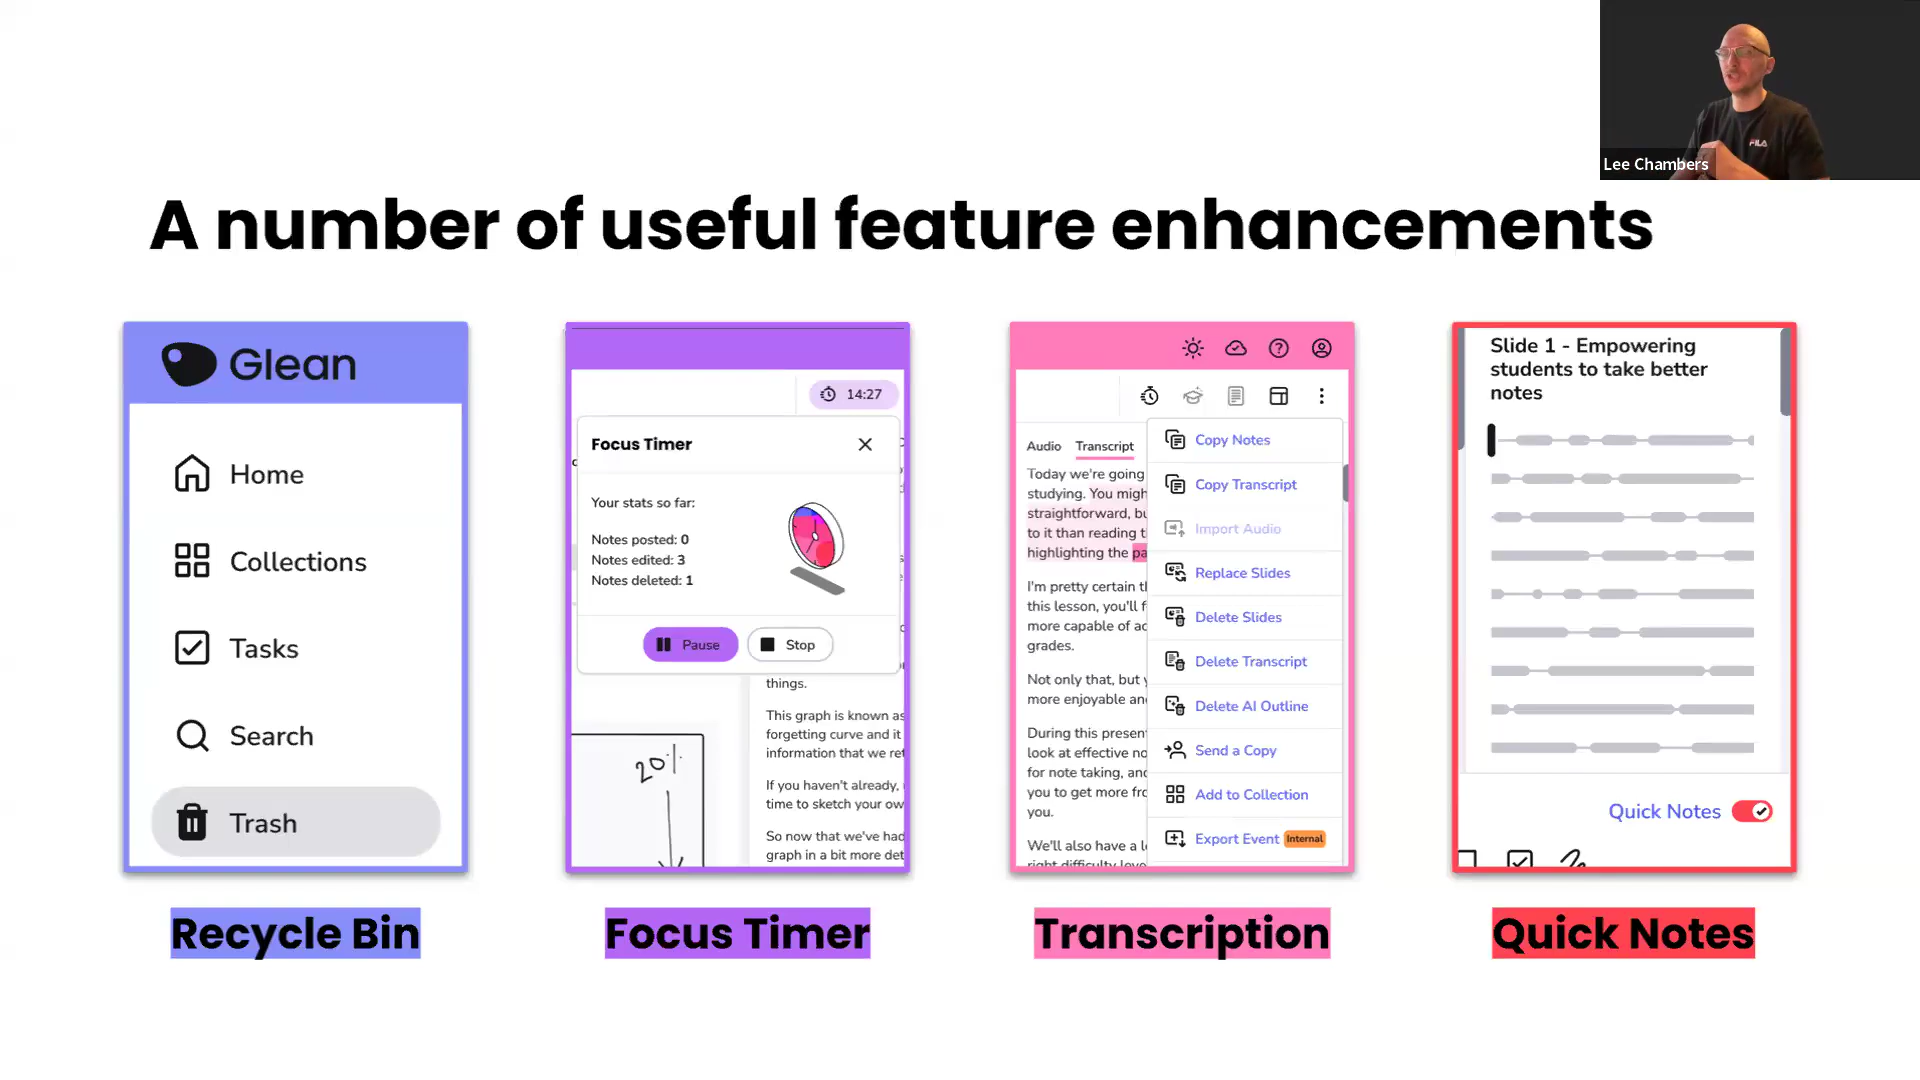 FILA
Lee Chambers
A number of useful feature enhancements
Glean
Home
Collections
Tasks
Search
Trash
Recycle Bin
14:27
Focus Timer
Your stats so far:
Notes posted: 0
Notes edited: 3
Notes deleted: 1
Pause
Stop
things.
This graph is known as
forgetting curve and it
information that we ret
If you haven't already,
time to sketch your ow
So now that we've had
graph in a bit more det
20%
Focus Timer
Audio Transcript
Today we're going
studying. You migh
straightforward, bu
to it than reading t
highlighting the pa
I'm pretty certain th
this lesson, you'll f
more capable of ac
grades.
Not only that, but y
more enjoyable an
During this presen
look at effective no
for note taking, an
you to get more fro
you.
We'll also have a l
right difficulty leve
Copy Notes
Copy Transcript
Import Audio
Replace Slides
Delete Slides
Delete Transcript
Delete AI Outline
Send a Copy
Add to Collection
Export Event Internal
Transcription
Slide 1 - Empowering
students to take better
notes
Quick Notes
Quick Notes